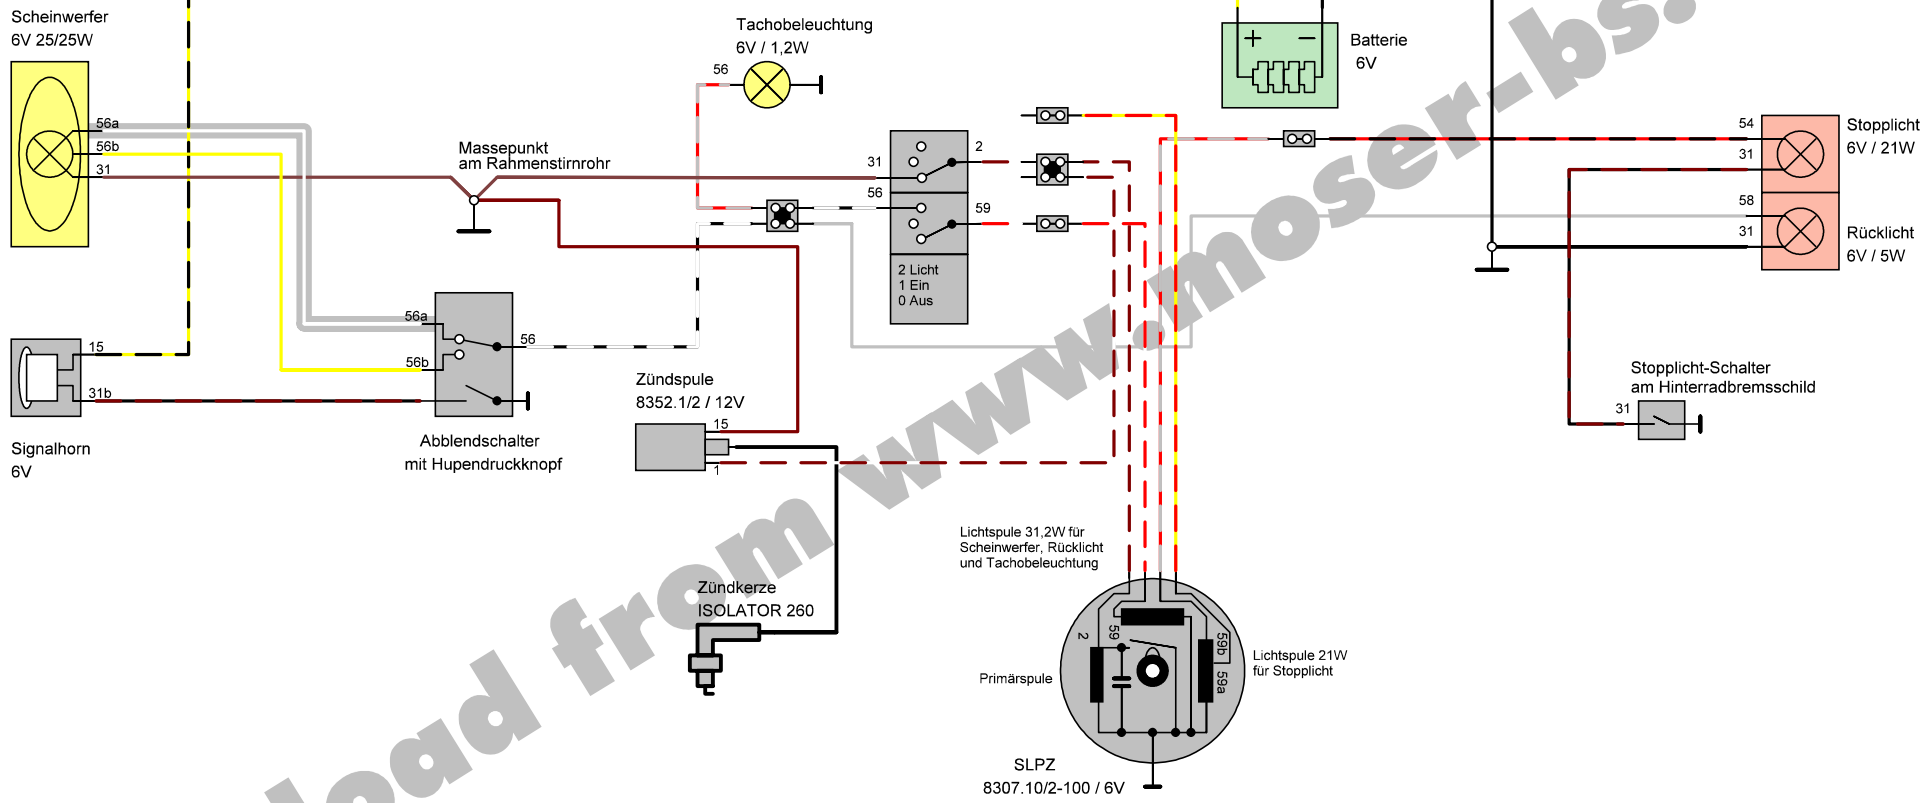 Scheinwerfer
6V 25/25W
56a
56b
31
Signalhorn
6V
15
31b
56a
56b
56
Abblendschalter
mit Hupendruckknopf
Massepunkt
am Rahmenstirnrohr
Tachobeleuchtung
6V / 1,2W
56
31
56
2
59
2 Licht
1 Ein
0 Aus
Zündspule
8352.1/2 / 12V
15
1
Zündkerze
ISOLATOR 260
Lichtspule 31,2W für
Scheinwerfer, Rücklicht
und Tachobeleuchtung
2
59
59b
59a
Primärspule
Lichtspule 21W
für Stopplicht
SLPZ
8307.10/2-100 / 6V
+ −
Batterie
6V
54
31
58
31
Stopplicht
6V / 21W
Rücklicht
6V / 5W
Stopplicht-Schalter
am Hinterradbremsschild
31
load from www.moser-bs.